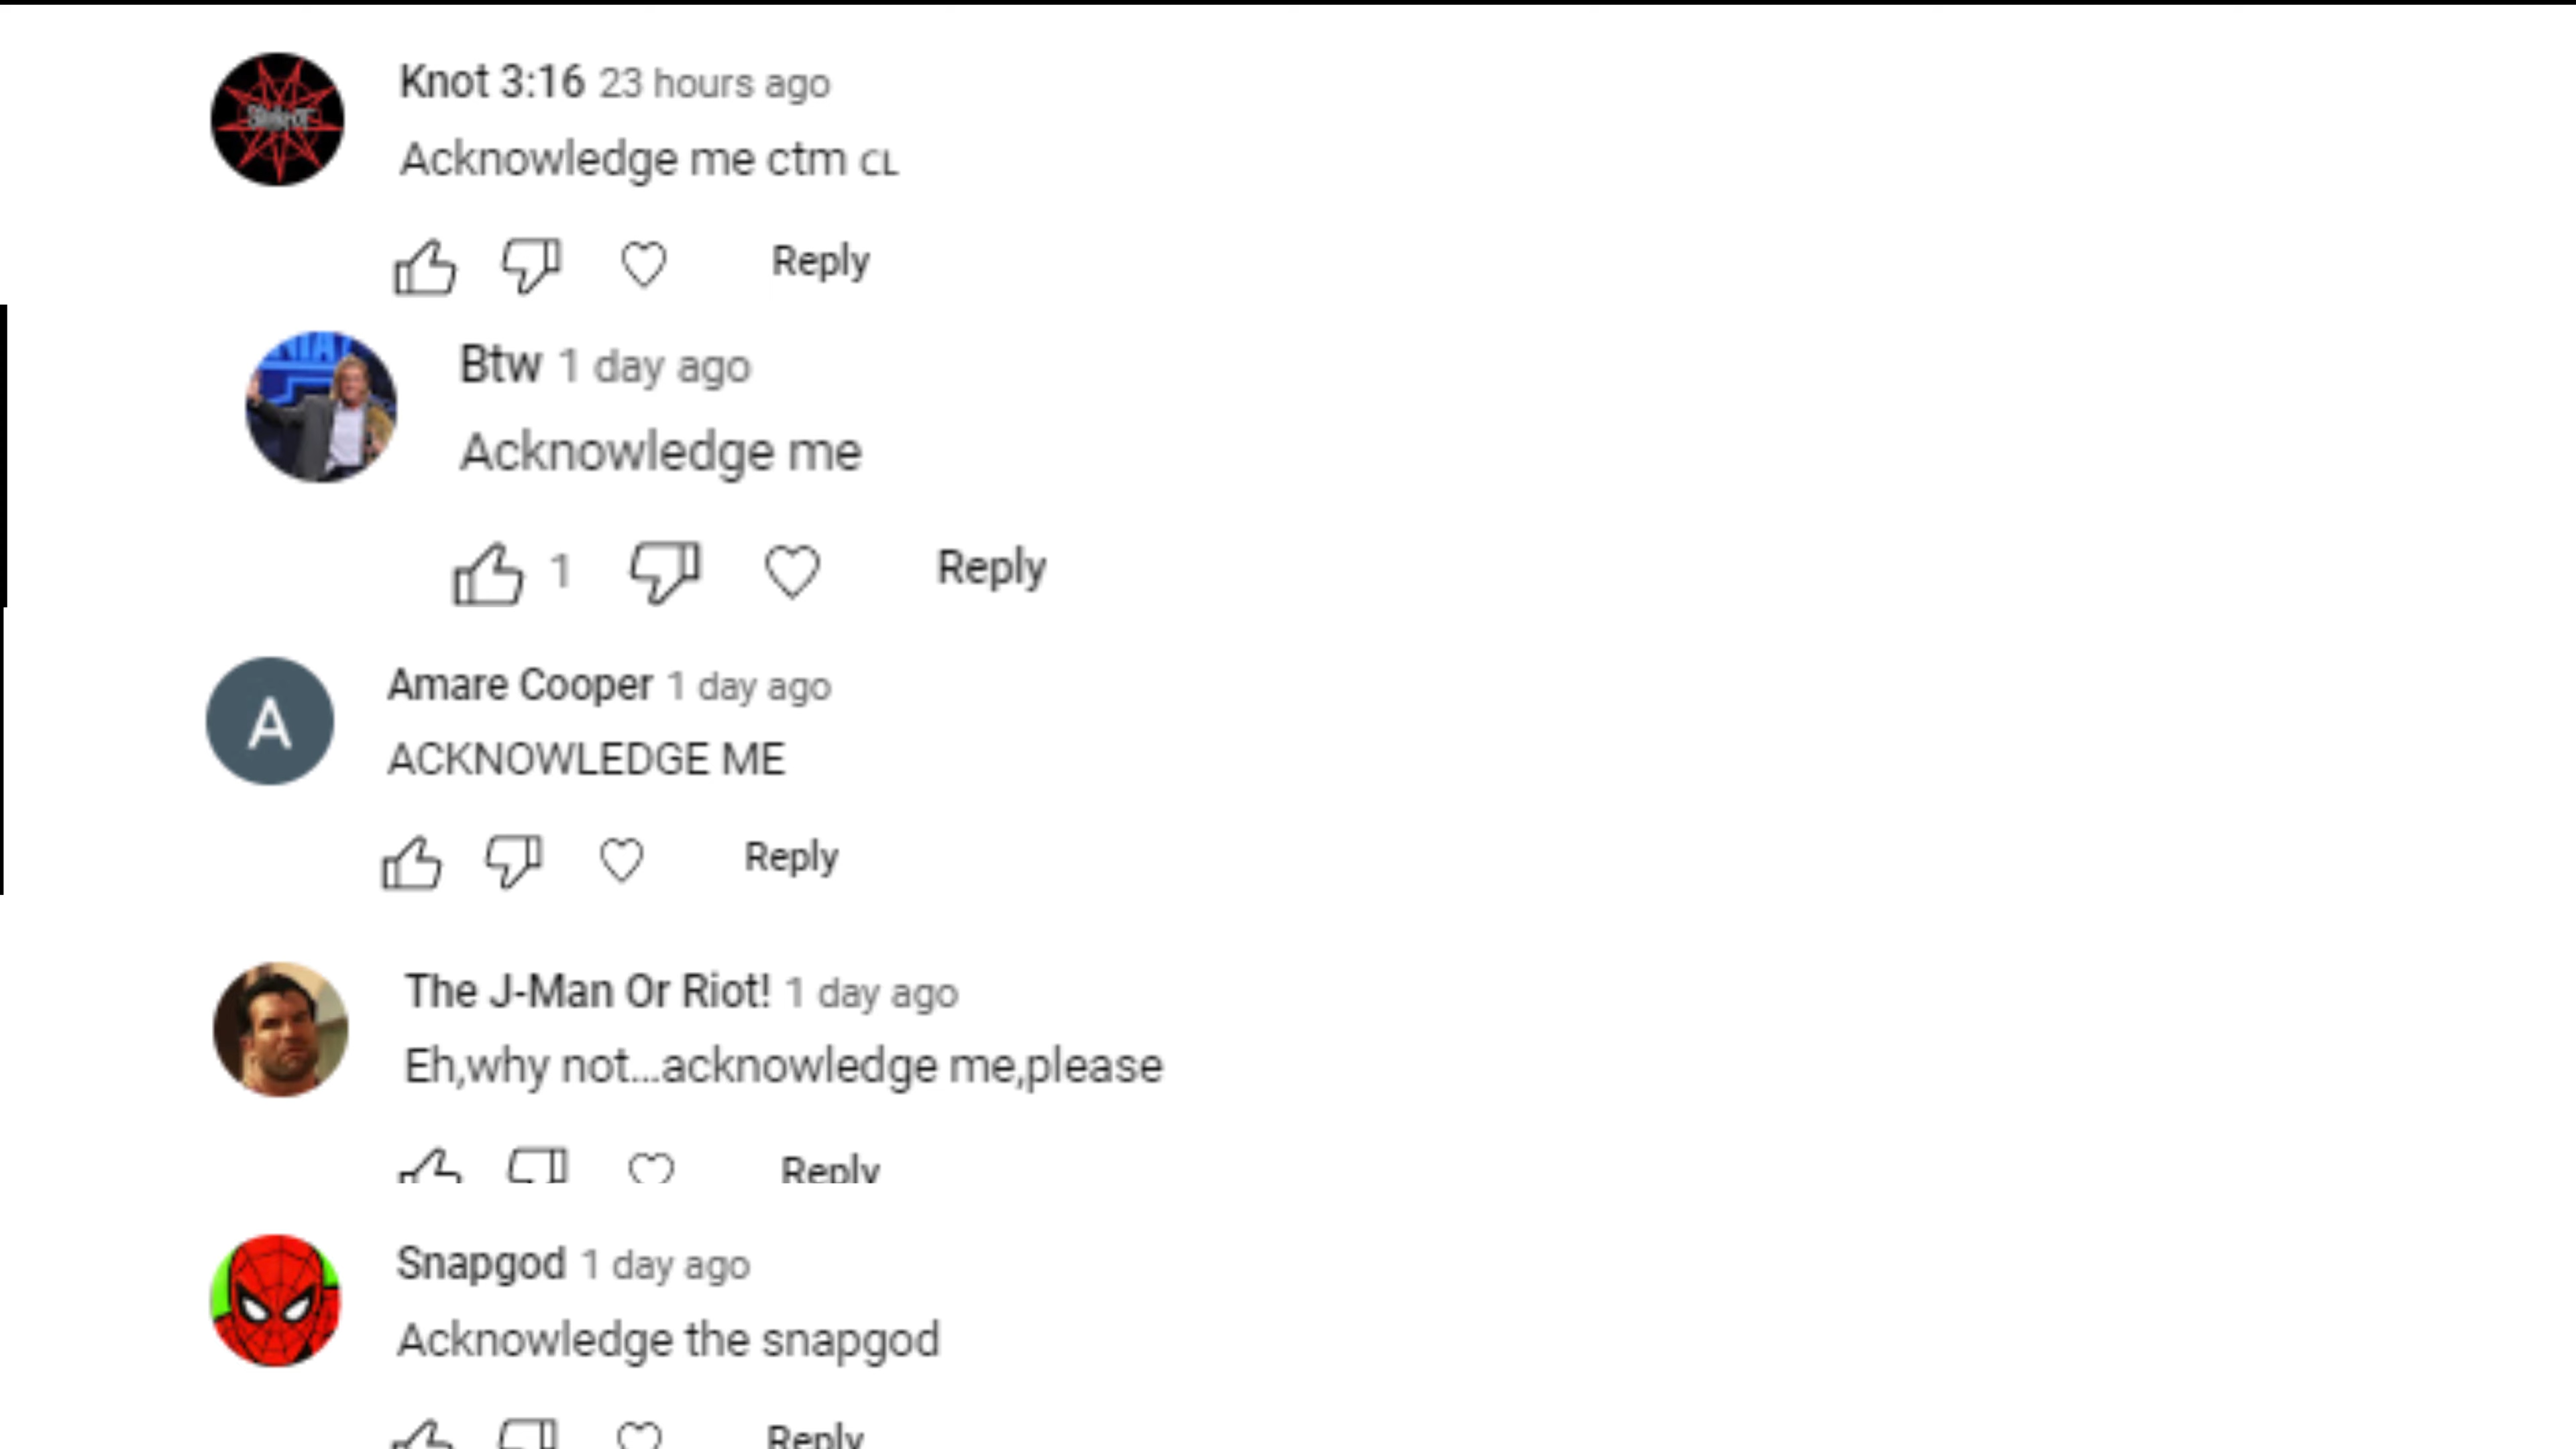 Knot 3:16 23 hours ago
Acknowledge me ctm CL
Reply
Btw 1 day ago
Acknowledge me
1 Reply
Amare Cooper 1 day ago
ACKNOWLEDGE ME
A
Reply
The J-Man Or Riot! 1 day ago
Eh,why not...acknowledge me,please
Reply
Snapgod 1 day ago
Acknowledge the snapgod
Reply